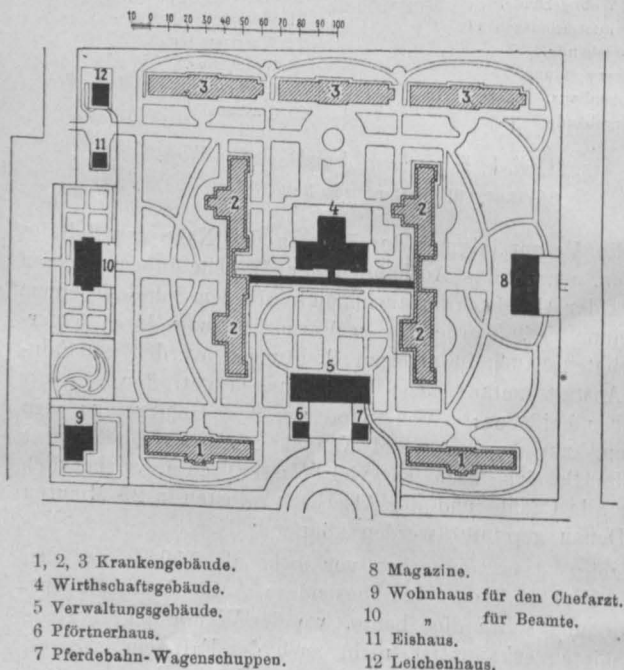 10 0 10 20 30 40 50 60 70 80 90 100
12
3 3 3
11
2 2
4
10
8
2 2
5
9
6 7
1 1
1, 2, 3 Krankengebäude.
4 Wirthschaftsgebäude.
5 Verwaltungsgebäude.
6 Pförtnerhaus.
7 Pferdebahn-Wagenschuppen.
8 Magazine.
9 Wohnhaus für den Chefarzt.
10 „ für Beamte.
11 Eishaus.
12 Leichenhaus.